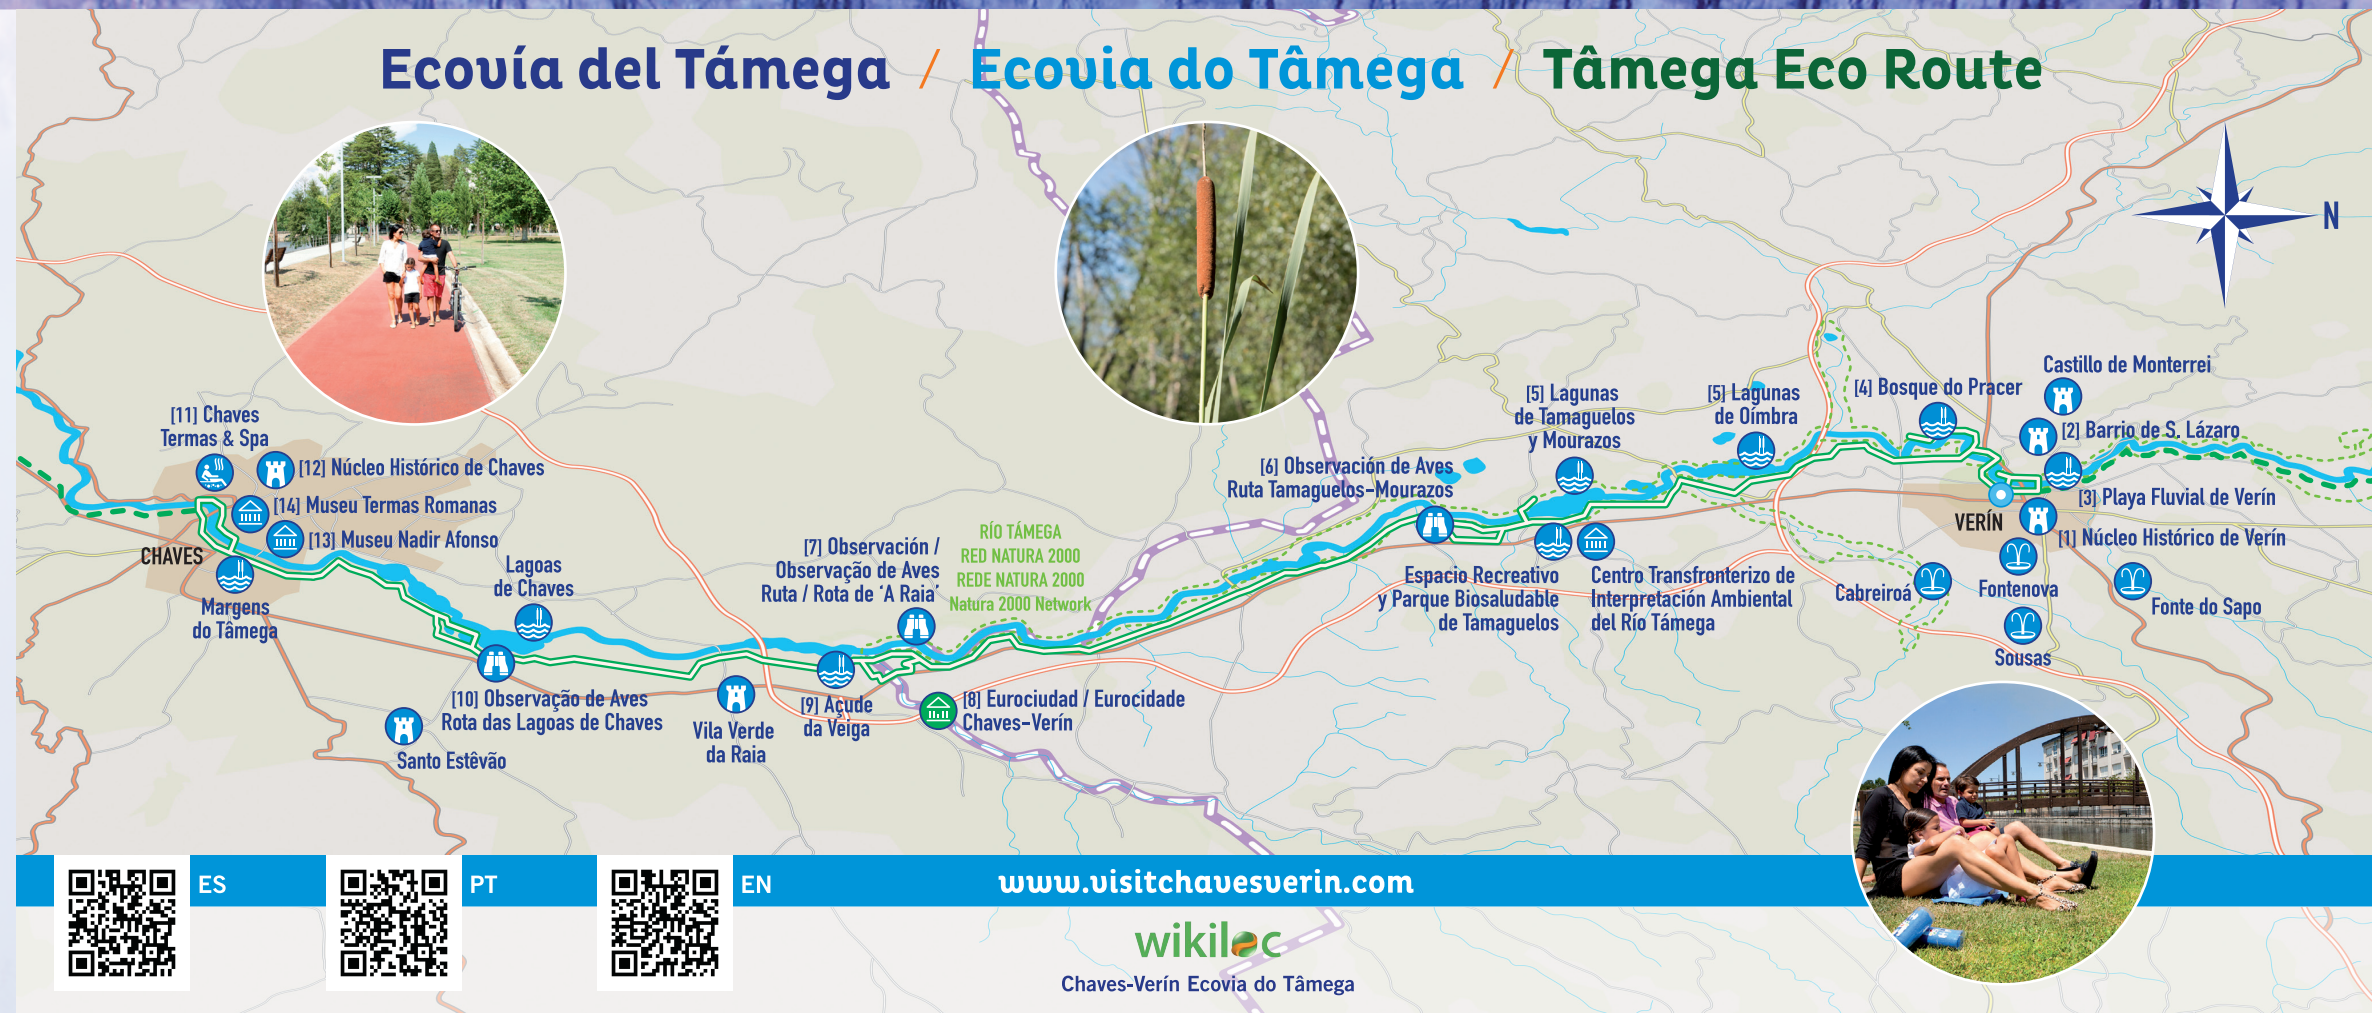 Ecovía del Támega / Ecovia do Tâmega / Tâmega Eco Route
N
[11] Chaves
Termas & Spa
[12] Núcleo Histórico de Chaves
[14] Museu Termas Romanas
[13] Museu Nadir Afonso
CHAVES
Margens
do Tâmega
Lagoas
de Chaves
[10] Observação de Aves
Rota das Lagoas de Chaves
Santo Estêvão
Vila Verde
da Raia
[9] Açude
da Veiga
[7] Observación /
Observação de Aves
Ruta / Rota de 'A Raia'
RÍO TÁMEGA
RED NATURA 2000
REDE NATURA 2000
Natura 2000 Network
[8] Eurociudad / Eurocidade
Chaves-Verín
[6] Observación de Aves
Ruta Tamaguelos-Mourazos
[5] Lagunas
de Tamaguelos
y Mourazos
[5] Lagunas
de Oímbra
Espacio Recreativo
y Parque Biosaludable
de Tamaguelos
Centro Transfronterizo de
Interpretación Ambiental
del Río Támega
[4] Bosque do Pracer
Castillo de Monterrei
[2] Barrio de S. Lázaro
[3] Playa Fluvial de Verín
VERÍN
[1] Núcleo Histórico de Verín
Cabreiroá
Fontenova
Fonte do Sapo
Sousas
ES
PT
EN
www.visitchavesverin.com
wikiloc
Chaves-Verín Ecovia do Tâmega